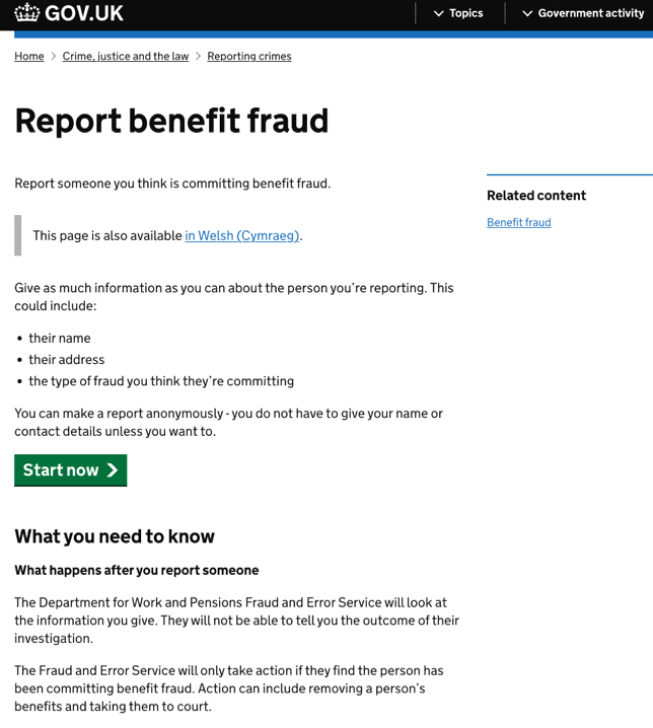 GOV.UK
Topics
Government activity
Home > Crime, justice and the law > Reporting crimes
Report benefit fraud
Report someone you think is committing benefit fraud.
Related content
Benefit fraud
This page is also available in Welsh (Cymraeg).
Give as much information as you can about the person you're reporting. This
could include:
• their name
• their address
• the type of fraud you think they're committing
You can make a report anonymously - you do not have to give your name or
contact details unless you want to.
Start now
What you need to know
What happens after you report someone
The Department for Work and Pensions Fraud and Error Service will look at
the information you give. They will not be able to tell you the outcome of their
investigation.
The Fraud and Error Service will only take action if they find the person has
been committing benefit fraud. Action can include removing a person's
benefits and taking them to court.